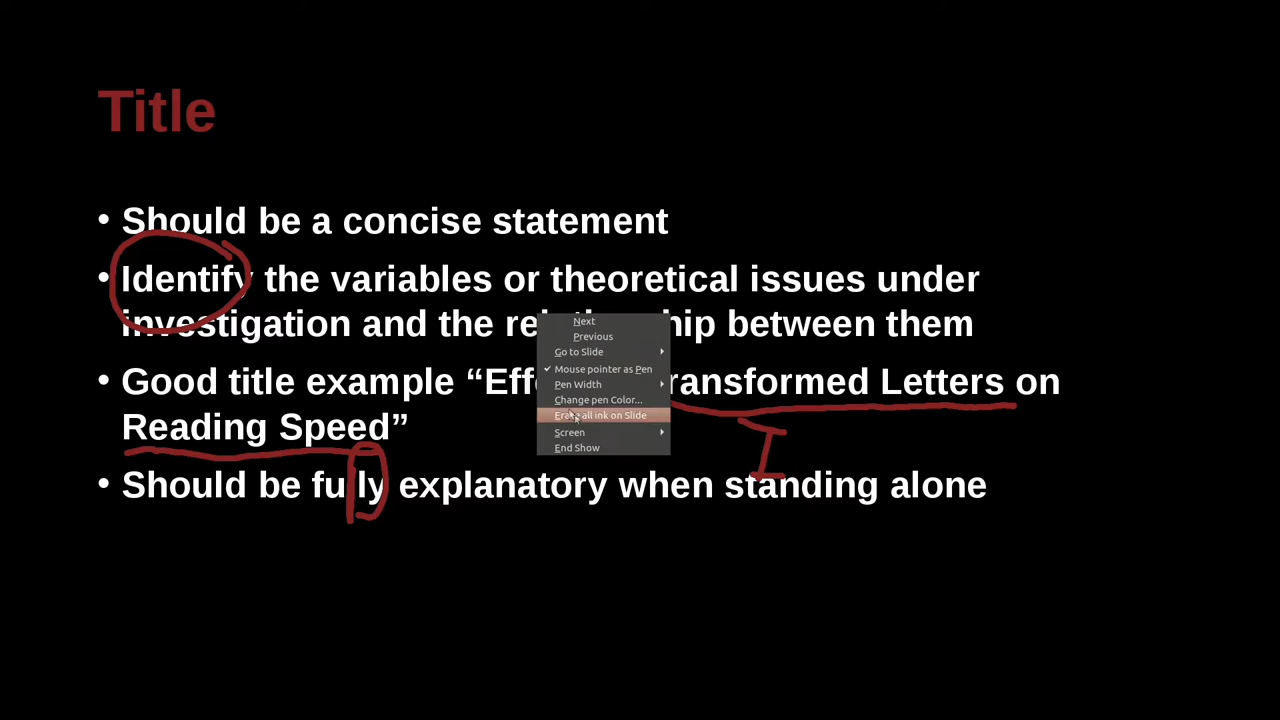 Title
• Should be a concise statement
• Identify the variables or theoretical issues under
investigation and the re hip between them
• Good title example “Eff ransformed Letters on
Reading Speed”
• Should be fully explanatory when standing alone
I
Next
Previous
Go to Slide
✓ Mouse pointer as Pen
Pen Width
Change pen Color...
Erase all ink on Slide
Screen
End Show